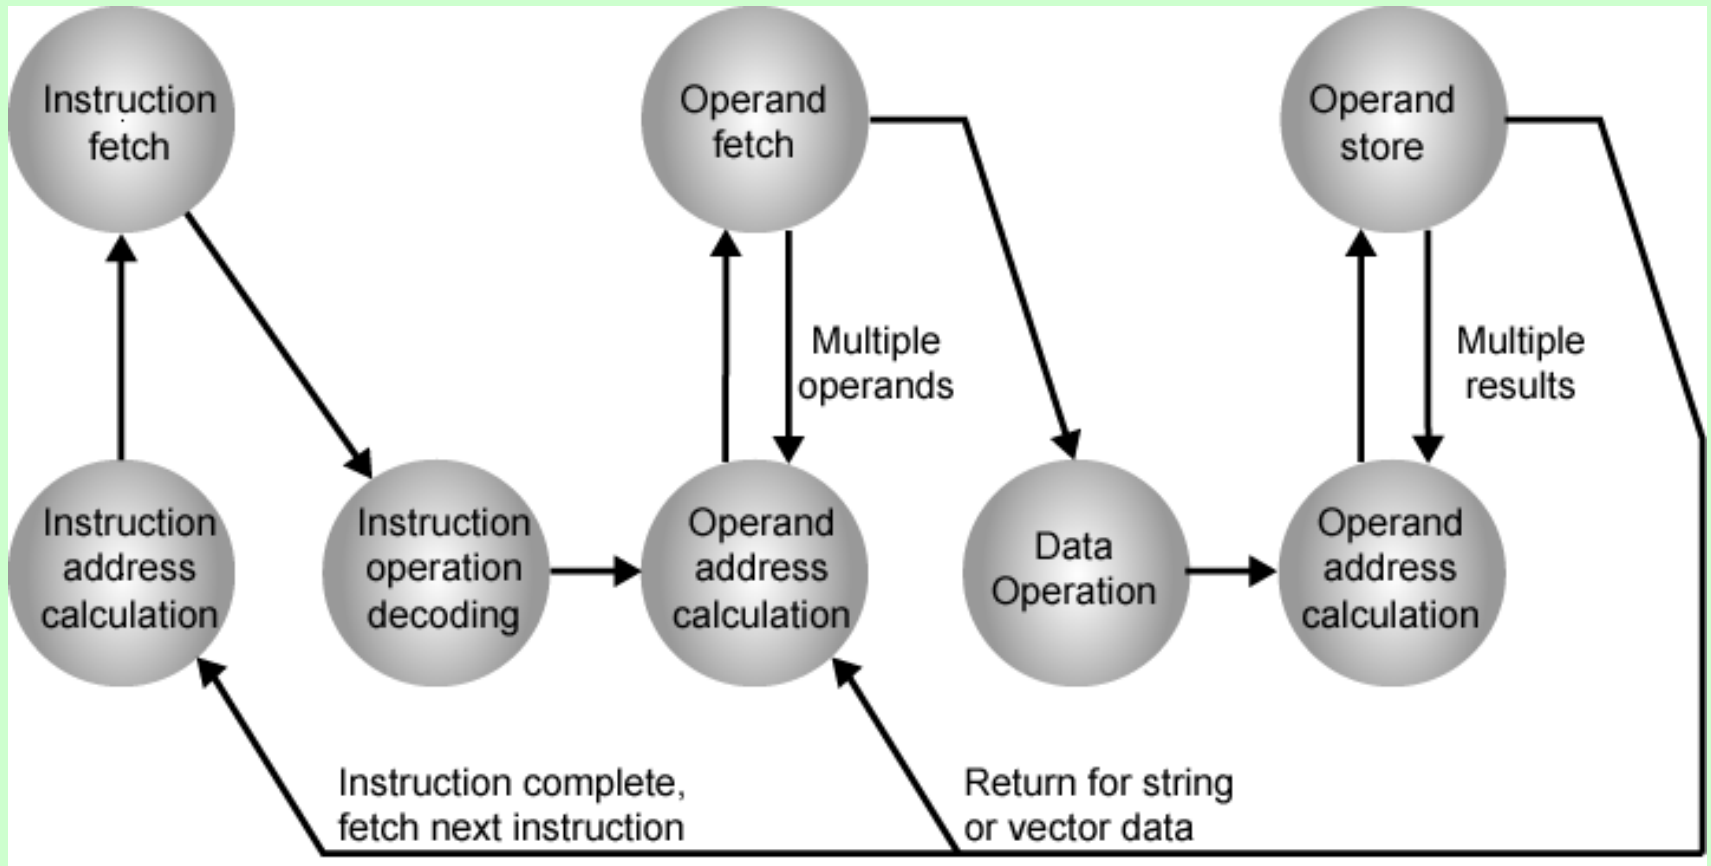 Instruction
fetch
Operand
fetch
Operand
store
Multiple
operands
Multiple
results
Instruction
address
calculation
Instruction
operation
decoding
Operand
address
calculation
Data
Operation
Operand
address
calculation
Instruction complete,
fetch next instruction
Return for string
or vector data